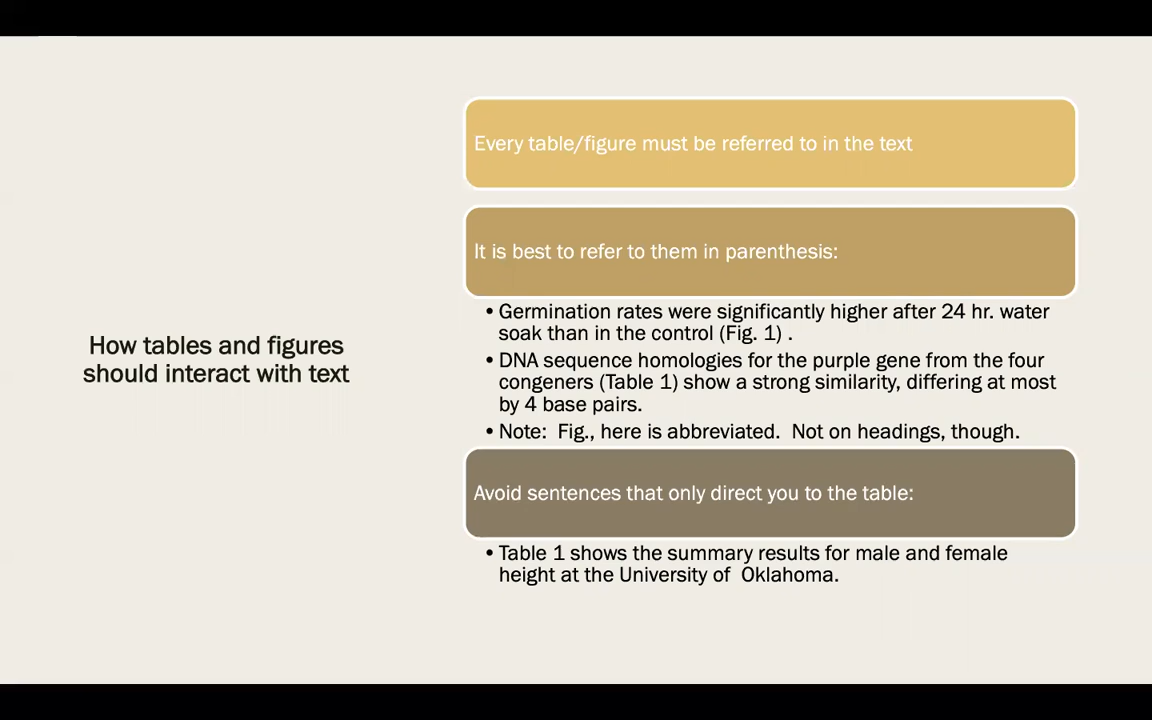 How tables and figures
should interact with text
Every table/figure must be referred to in the text
It is best to refer to them in parenthesis:
• Germination rates were significantly higher after 24 hr. water
soak than in the control (Fig. 1) .
• DNA sequence homologies for the purple gene from the four
congeners (Table 1) show a strong similarity, differing at most
by 4 base pairs.
• Note:  Fig., here is abbreviated.  Not on headings, though.
Avoid sentences that only direct you to the table:
• Table 1 shows the summary results for male and female
height at the University of  Oklahoma.